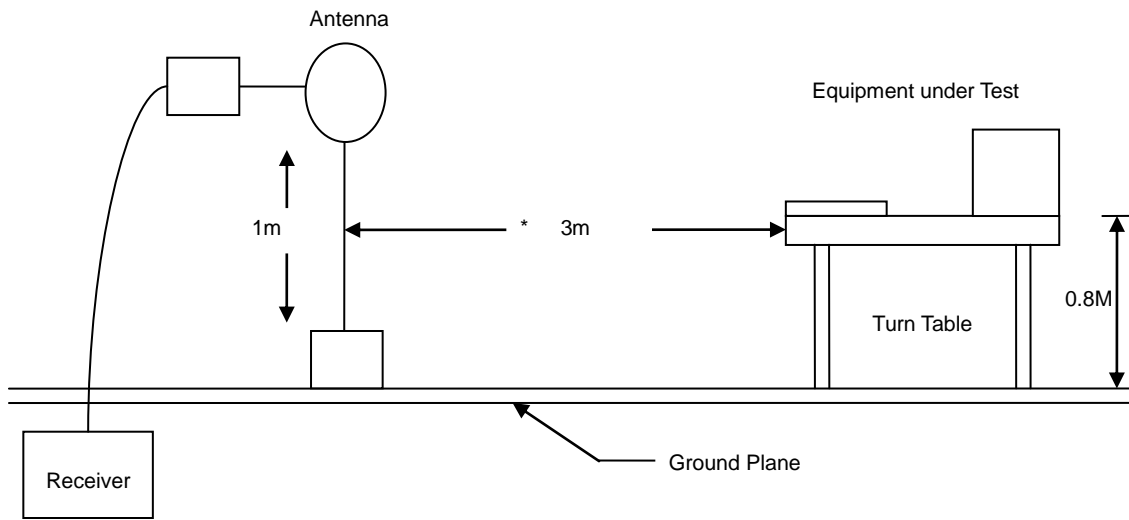 Antenna
Equipment under Test
1m
* 3m
0.8M
Turn Table
Ground Plane
Receiver